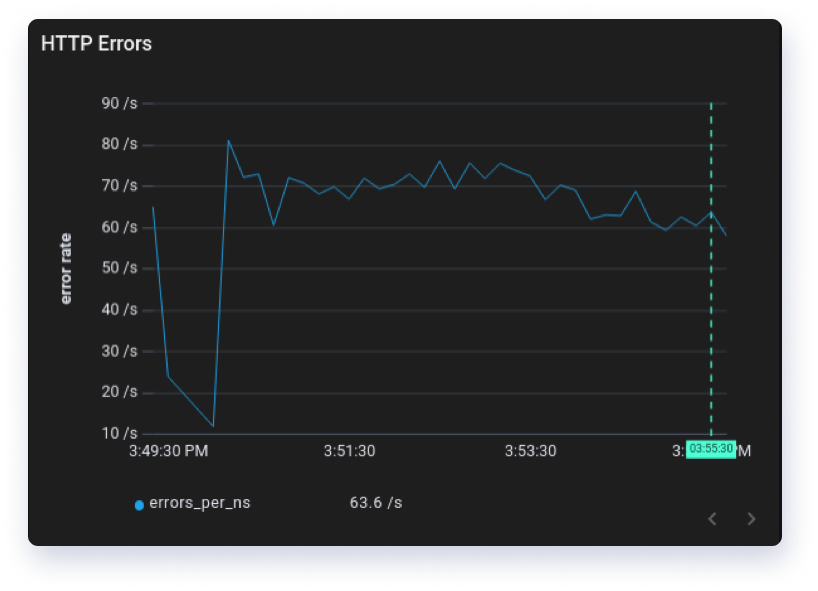 HTTP Errors
90 /s
80 /s
70 /s
60 /s
50 /s
40 /s
30 /s
20 /s
10 /s
error rate
3:49:30 PM
3:51:30
3:53:30
3: 03:55:30 M
errors_per_ns 63.6 /s